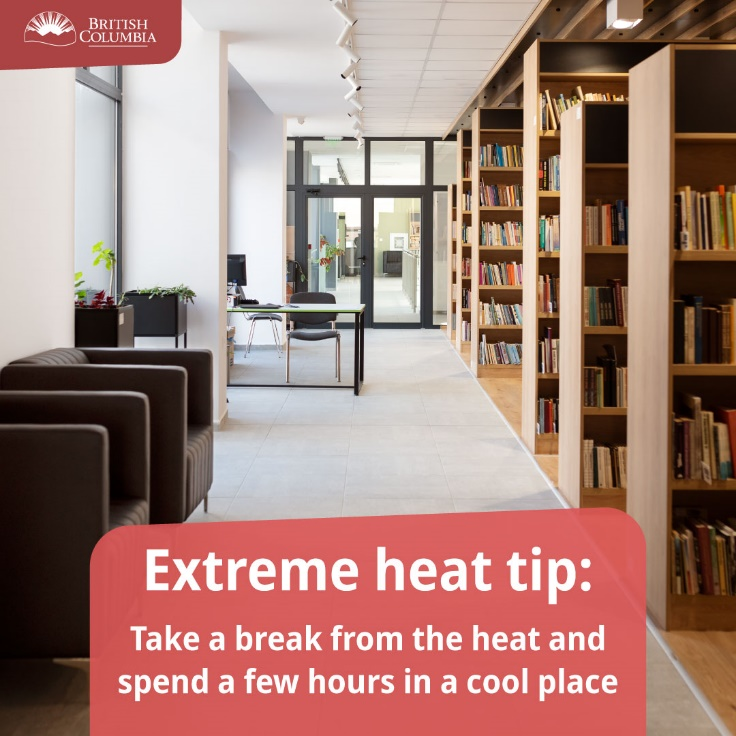 BRITISH
COLUMBIA
Extreme heat tip:
Take a break from the heat and
spend a few hours in a cool place